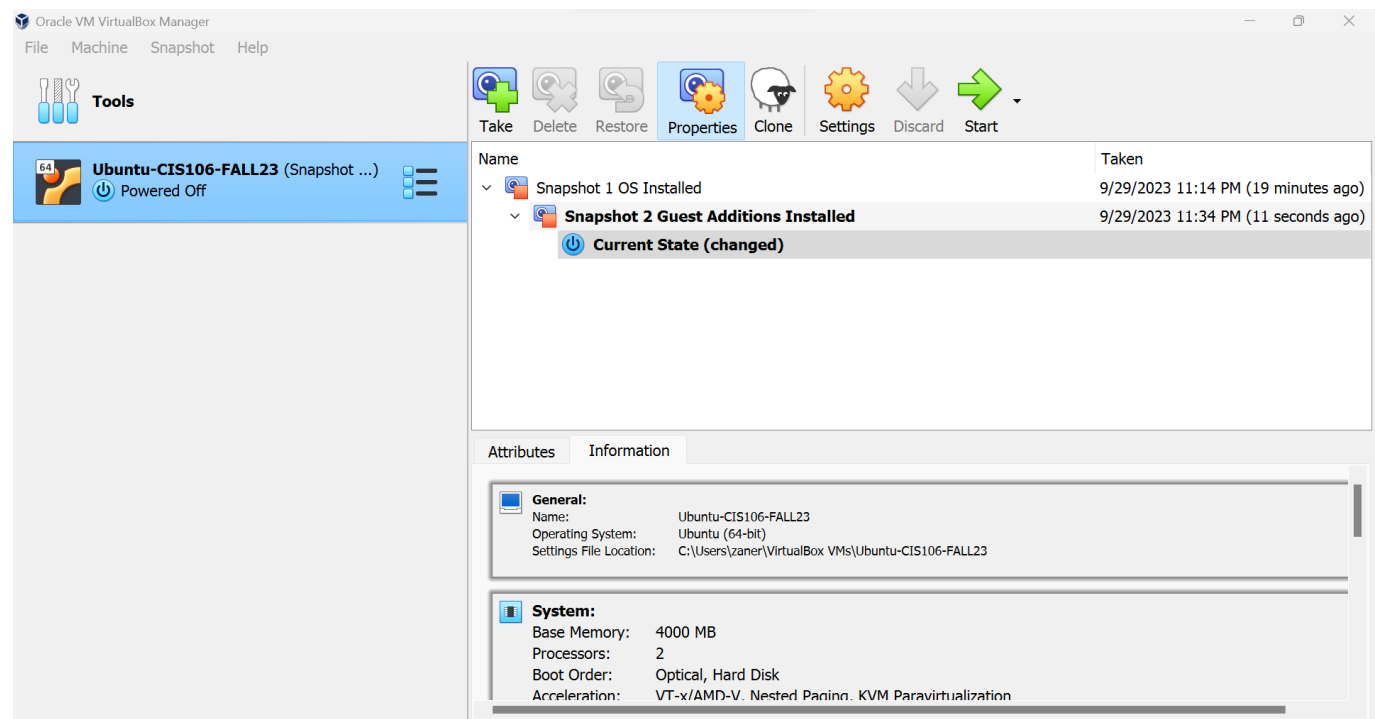 Oracle VM VirtualBox Manager
File Machine Snapshot Help
Tools
Take Delete Restore Properties Clone Settings Discard Start
64
Ubuntu-CIS106-FALL23 (Snapshot ...)
Powered Off
Name Taken
Snapshot 1 OS Installed 9/29/2023 11:14 PM (19 minutes ago)
Snapshot 2 Guest Additions Installed 9/29/2023 11:34 PM (11 seconds ago)
Current State (changed)
Attributes Information
General:
Name: Ubuntu-CIS106-FALL23
Operating System: Ubuntu (64-bit)
Settings File Location: C:\Users\zaner\VirtualBox VMs\Ubuntu-CIS106-FALL23
System:
Base Memory: 4000 MB
Processors: 2
Boot Order: Optical, Hard Disk
Acceleration: VT-x/AMD-V, Nested Paging, KVM Paravirtualization